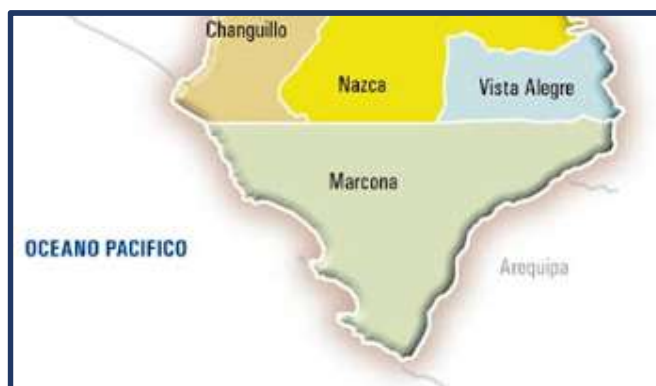 Changuillo
Nazca
Vista Alegre
Marcona
OCEANO PACIFICO
Arequipa